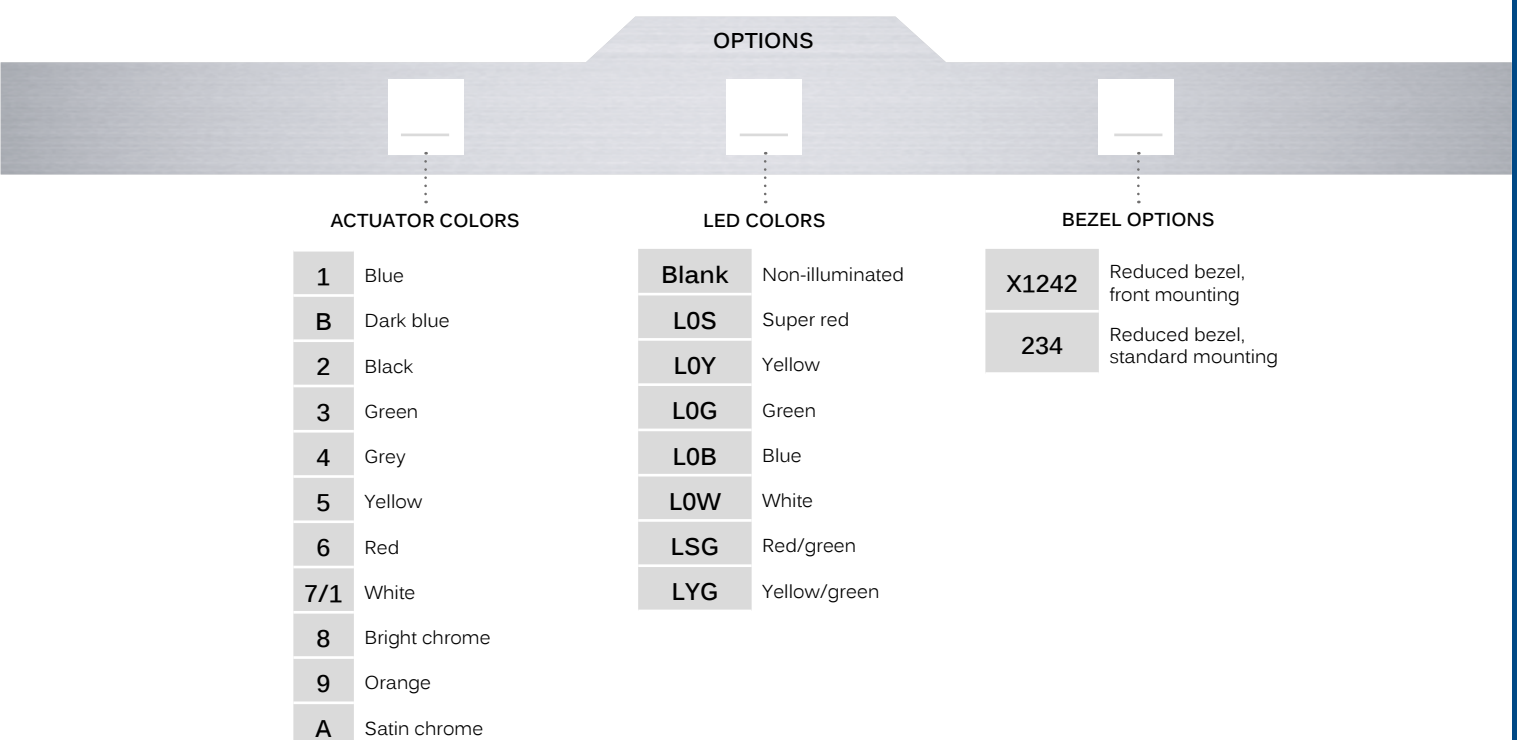 OPTIONS
ACTUATOR COLORS
1 Blue
B Dark blue
2 Black
3 Green
4 Grey
5 Yellow
6 Red
7/1 White
8 Bright chrome
9 Orange
A Satin chrome
LED COLORS
Blank Non-illuminated
L0S Super red
L0Y Yellow
L0G Green
L0B Blue
L0W White
LSG Red/green
LYG Yellow/green
BEZEL OPTIONS
X1242 Reduced bezel,
front mounting
234 Reduced bezel,
standard mounting